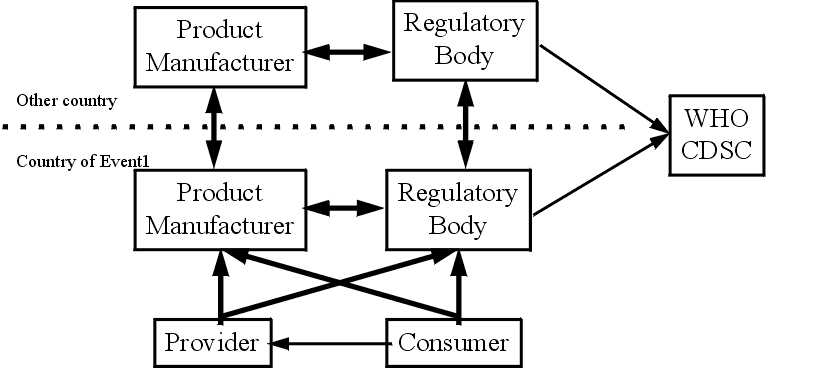 Product
Manufacturer
Regulatory
Body
Other country
WHO
CDSC
Country of Event1
Product
Manufacturer
Regulatory
Body
Provider
Consumer